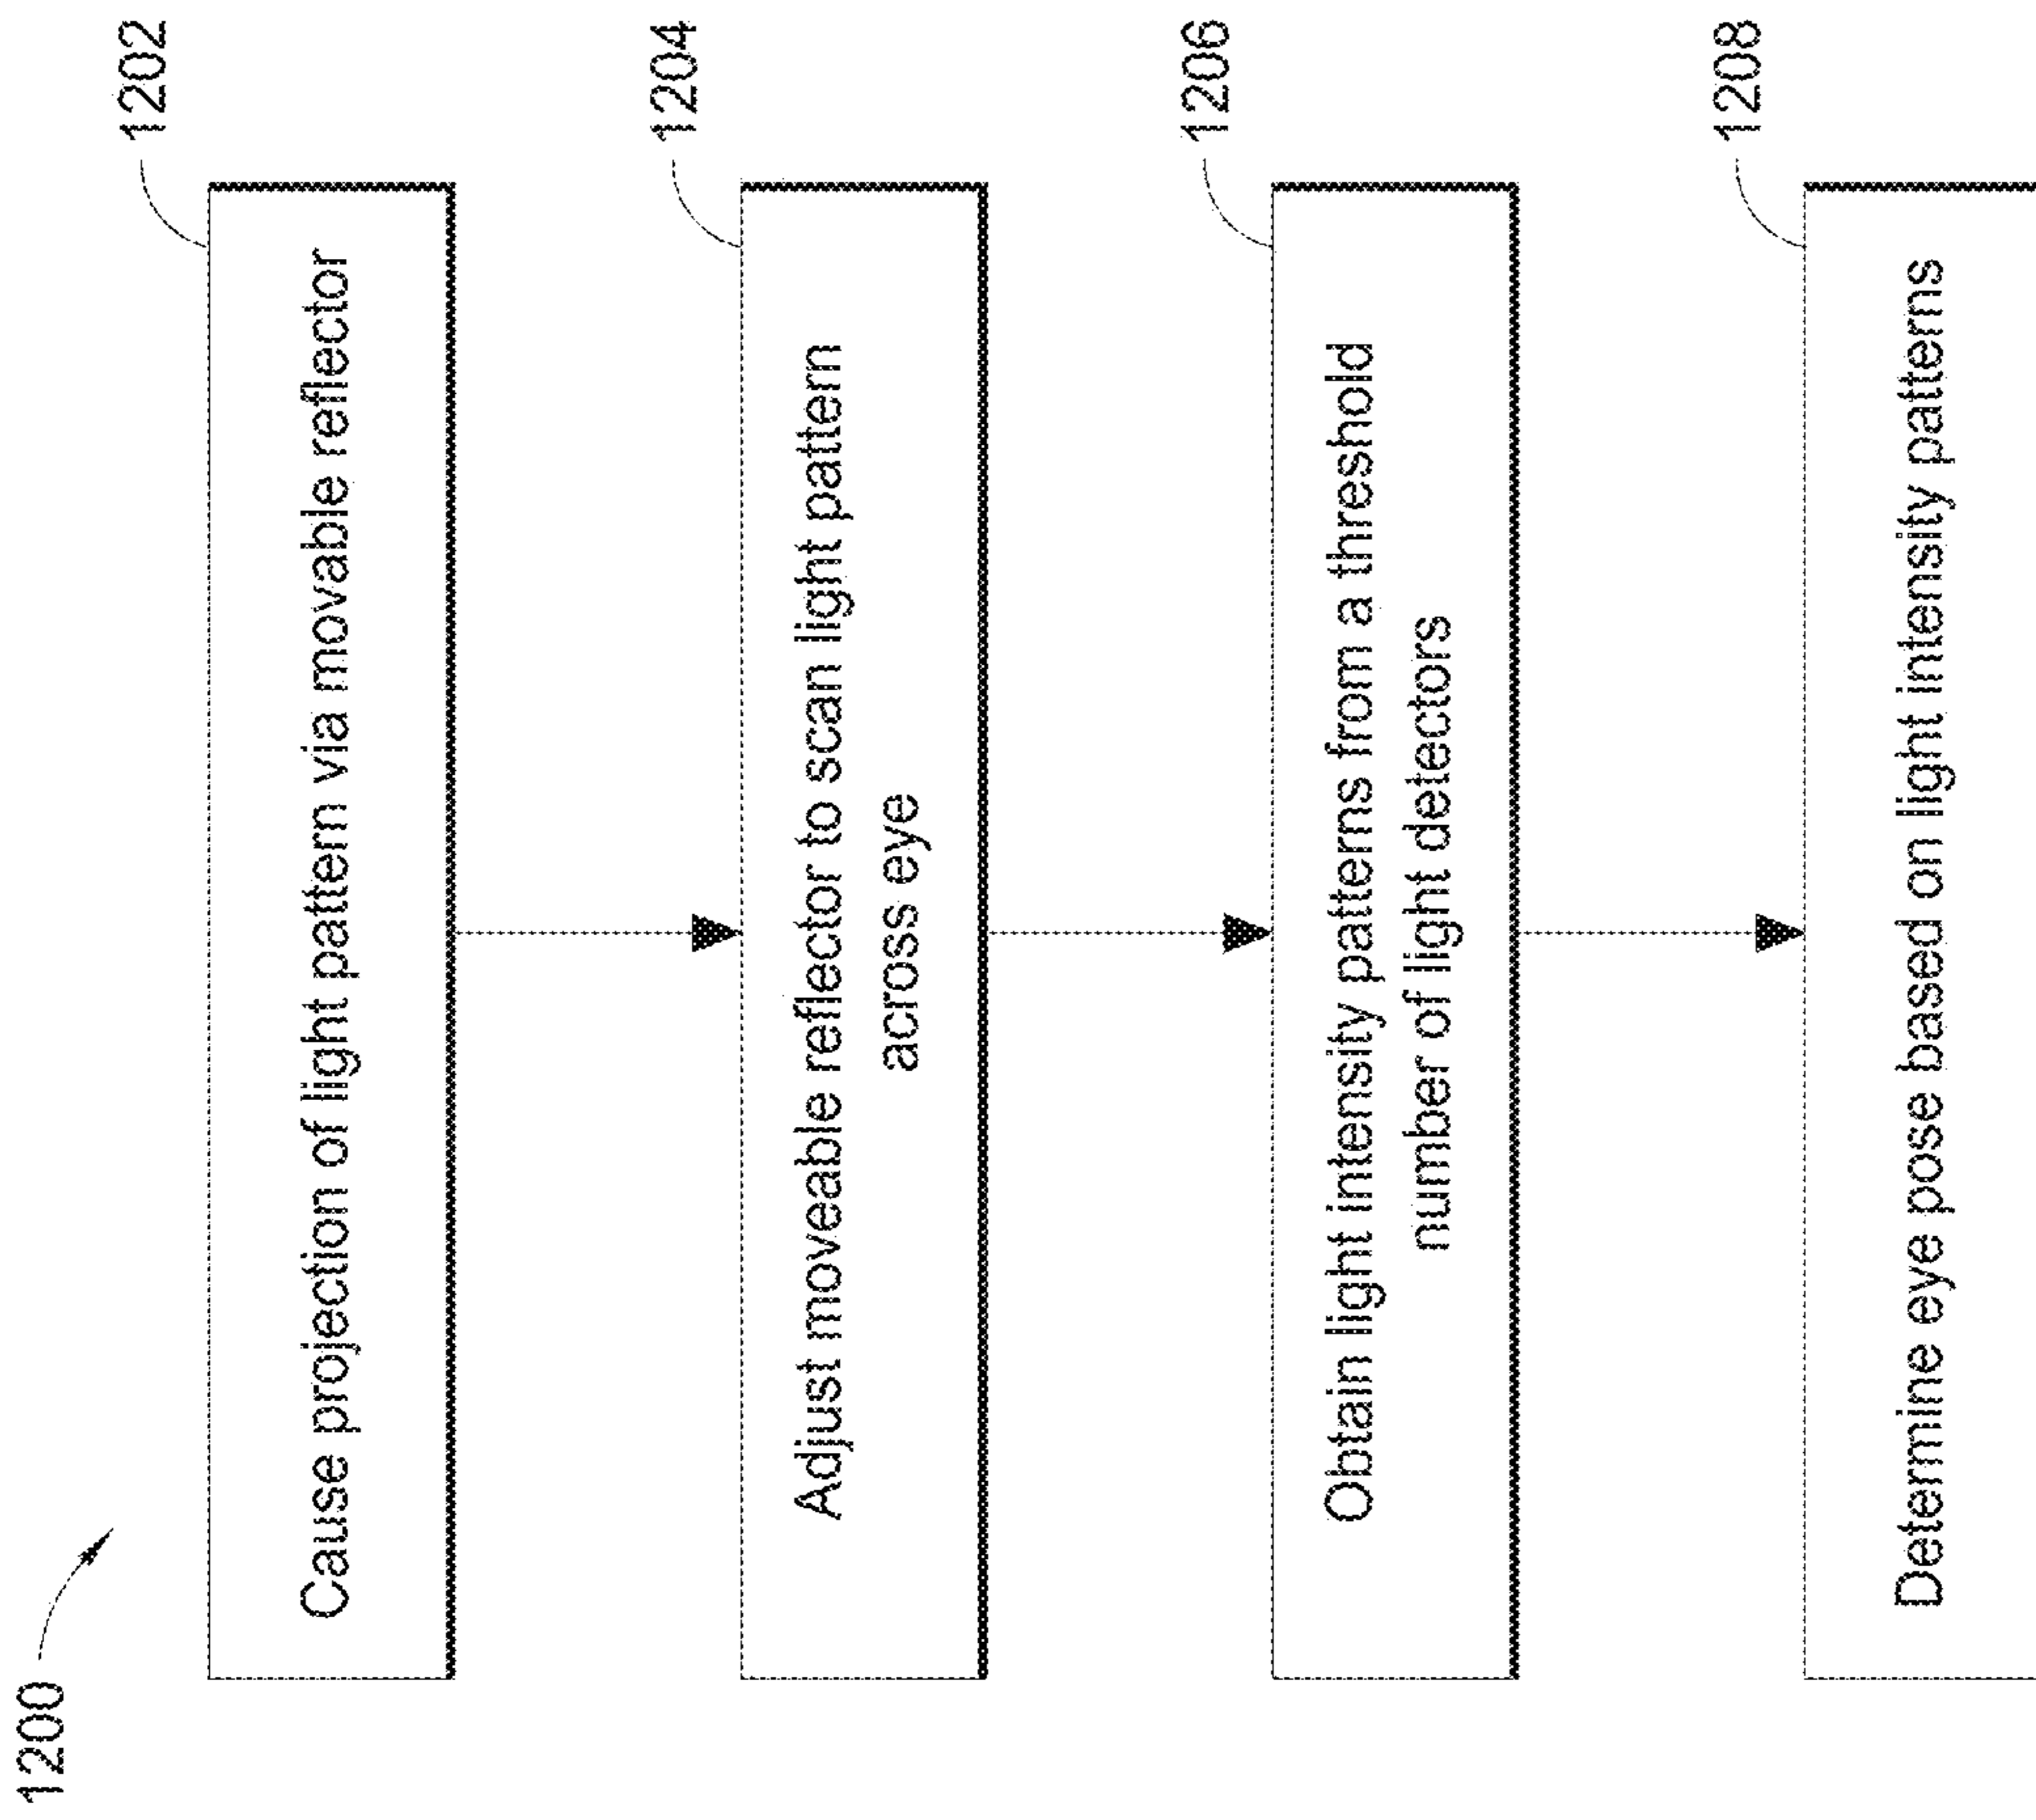 1200
1202
Cause projection of light pattern via movable reflector
1204
Adjust moveable reflector to scan light pattern
across eye
1206
Obtain light intensity patterns from a threshold
number of light detectors
1208
Determine eye pose based on light intensity patterns